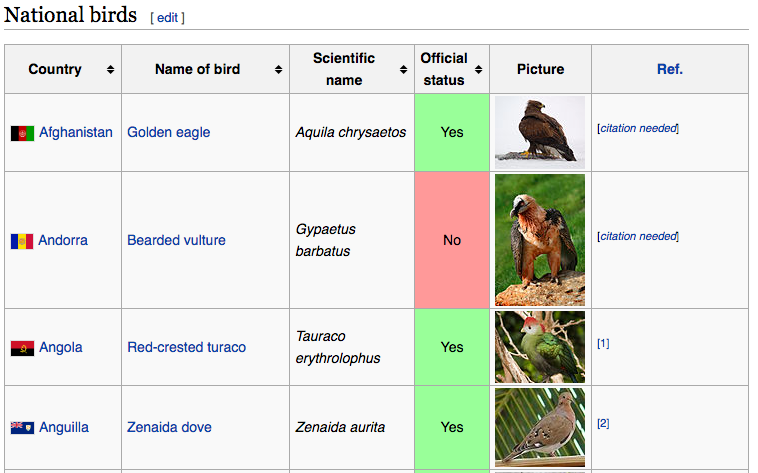 National birds [ edit ]
Country Name of bird Scientific name Official status Picture Ref.
Afghanistan Golden eagle Aquila chrysaetos Yes [citation needed]
Andorra Bearded vulture Gypaetus barbatus No [citation needed]
Angola Red-crested turaco Tauraco erythrolophus Yes [1]
Anguilla Zenaida dove Zenaida aurita Yes [2]